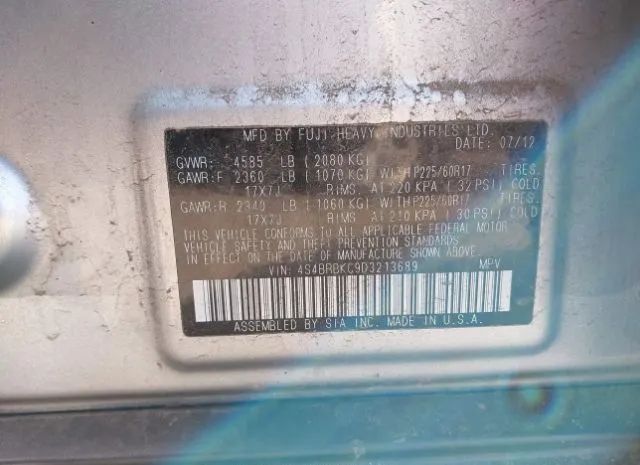 MFD BY FUJI HEAVY INDUSTRIES LTD.
DATE: 07/12
GVWR: 4585 LB ( 2080 KG)
GAWR:F 2360 LB ( 1070 KG) WITH P225/60R17 TIRES.
17X7J RIMS AT 220 KPA ( 32 PSI) COLD
GAWR:R 2340 LB ( 1060 KG) WITH P225/60R17 TIRES.
17X7J RIMS AT 210 KPA ( 30 PSI) COLD
THIS VEHICLE CONFORMS TO ALL APPLICABLE FEDERAL MOTOR
VEHICLE SAFETY AND THEFT PREVENTION STANDARDS
IN EFFECT ON THE DATE OF MANUFACTURE SHOWN ABOVE.
VIN: 4S4BRBKC9D3213689 MPV
ASSEMBLED BY SIA INC. MADE IN U.S.A.